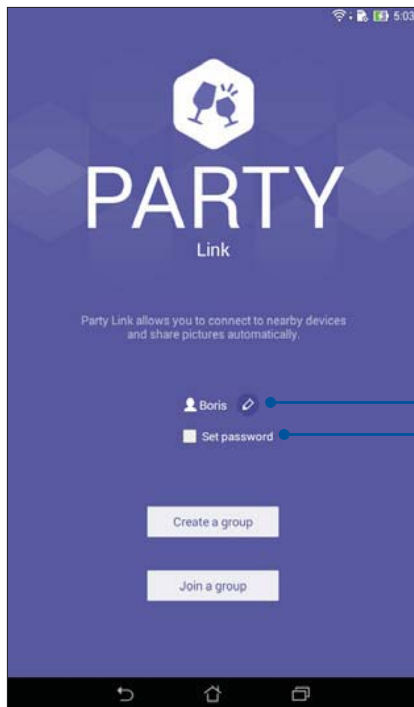 5:03
PARTY
Link
Party Link allows you to connect to nearby devices
and share pictures automatically.
Boris
Set password
Create a group
Join a group